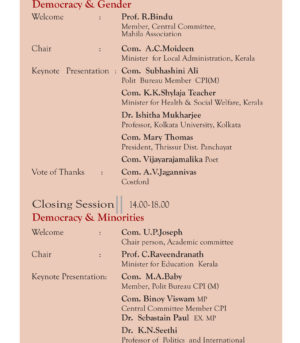 Democracy & Gender
Welcome : Prof. R.Bindu
Member, Central Committee,
Mahila Association
Chair : Com. A.C.Moideen
Minister for Local Administration, Kerala
Keynote Presentation : Com. Subhashini Ali
Polit Bureau Member CPI(M)
Com. K.K.Shylaja Teacher
Minister for Health & Social Welfare, Kerala
Dr. Ishitha Mukharjee
Professor, Kolkata University, Kolkata
Com. Mary Thomas
President, Thrissur Dist. Panchayat
Com. Vijayarajamalika Poet
Vote of Thanks : Com. A.V.Jagannivas
Costford
Closing Session 14.00-18.00
Democracy & Minorities
Welcome : Com. U.P.Joseph
Chair person, Academic committee
Chair : Prof. C.Raveendranath
Minister for Education Kerala
Keynote Presentation: Com. M.A.Baby
Member, Polit Bureau CPI (M)
Com. Binoy Viswam MP
Central Committee Member CPI
Dr. Sebastain Paul EX. MP
Dr. K.N.Seethi
Professor of Politics and International